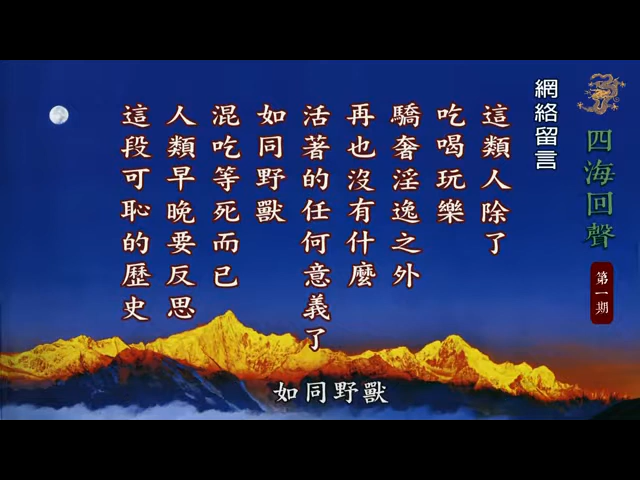 四海回聲
第一期
網絡留言
這類人除了
吃喝玩樂
驕奢淫逸之外
再也沒有什麼
活著的任何意義了
如同野獸
混吃等死而已
人類早晚要反思
這段可恥的歷史
如同野獸